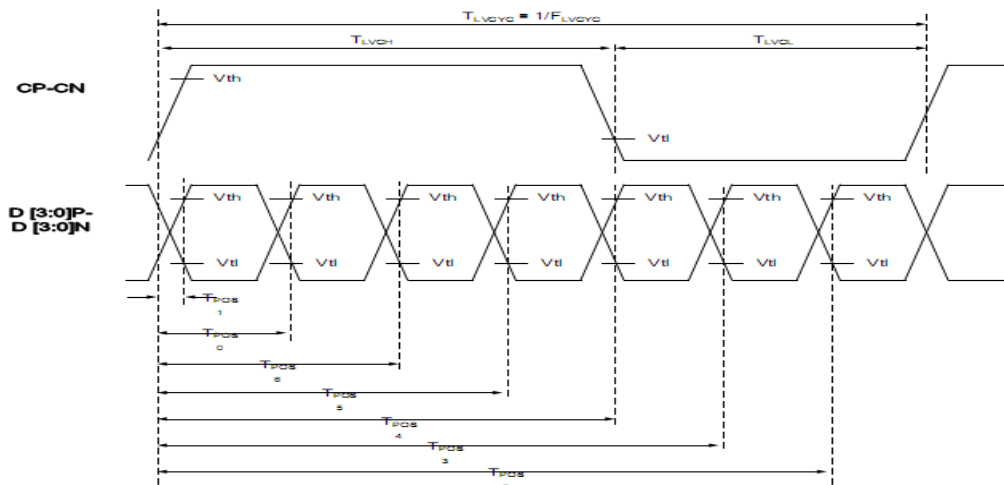 TLVCYC = 1/FLVCYC
TLVCH
TLVCL
Vth
CP-CN
Vtl
D [3:0]P-
D [3:0]N
Vth Vth Vth Vth Vth Vth Vth
Vtl Vtl Vtl Vtl Vtl Vtl Vtl
TPOS
1
TPOS
0
TPOS
6
TPOS
5
TPOS
4
TPOS
3
TPOS